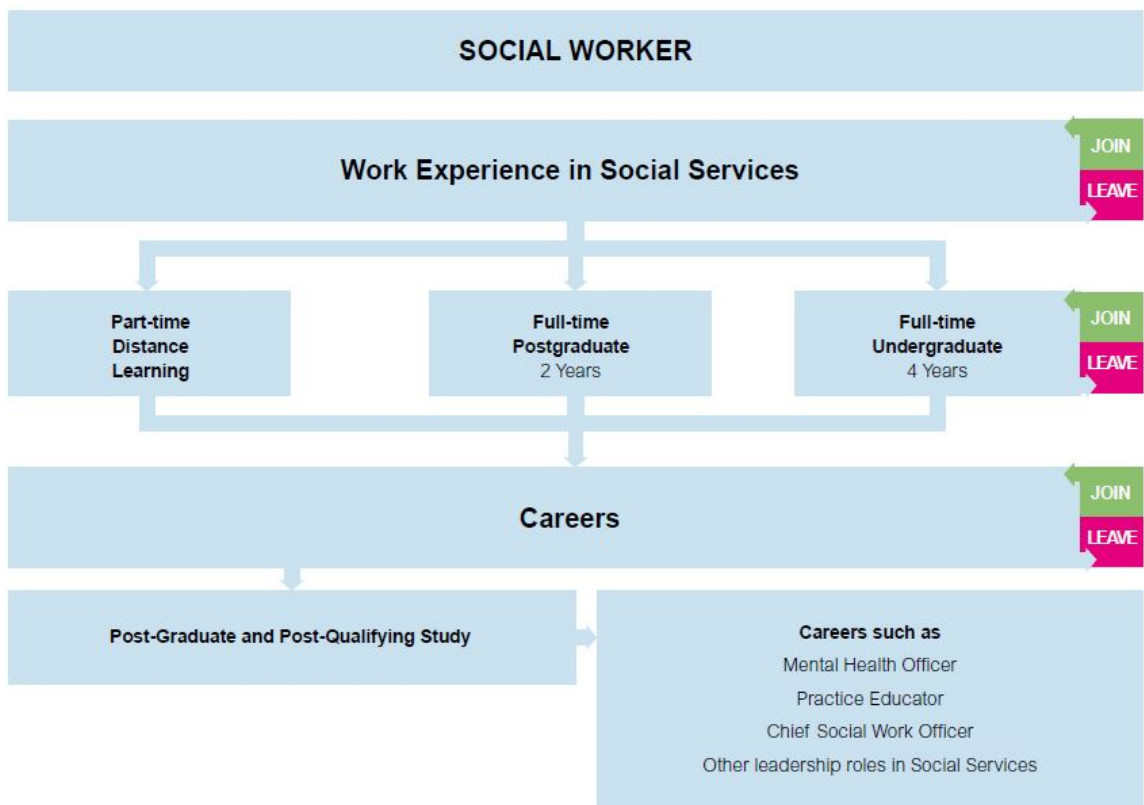 SOCIAL WORKER
Work Experience in Social Services
JOIN
LEAVE
Part-time
Distance
Learning
Full-time
Postgraduate
2 Years
Full-time
Undergraduate
4 Years
JOIN
LEAVE
Careers
JOIN
LEAVE
Post-Graduate and Post-Qualifying Study
Careers such as
Mental Health Officer
Practice Educator
Chief Social Work Officer
Other leadership roles in Social Services